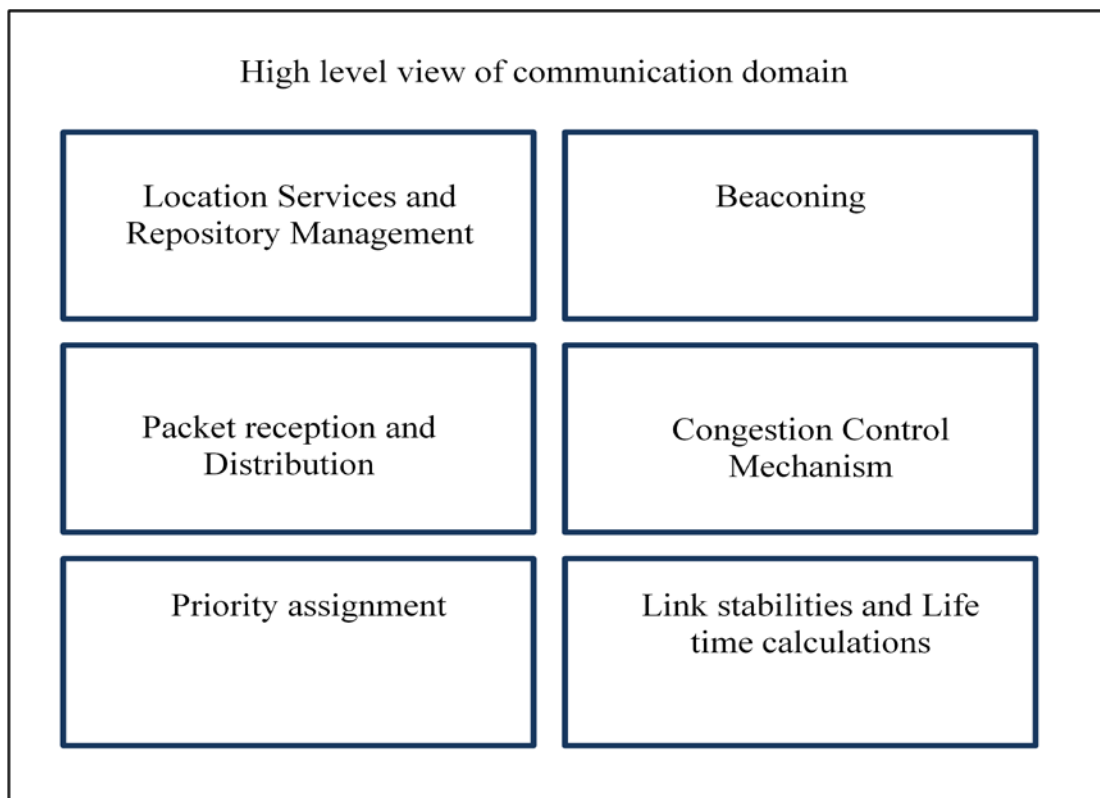 High level view of communication domain
Location Services and
Repository Management
Beaconing
Packet reception and
Distribution
Congestion Control
Mechanism
Priority assignment
Link stabilities and Life
time calculations